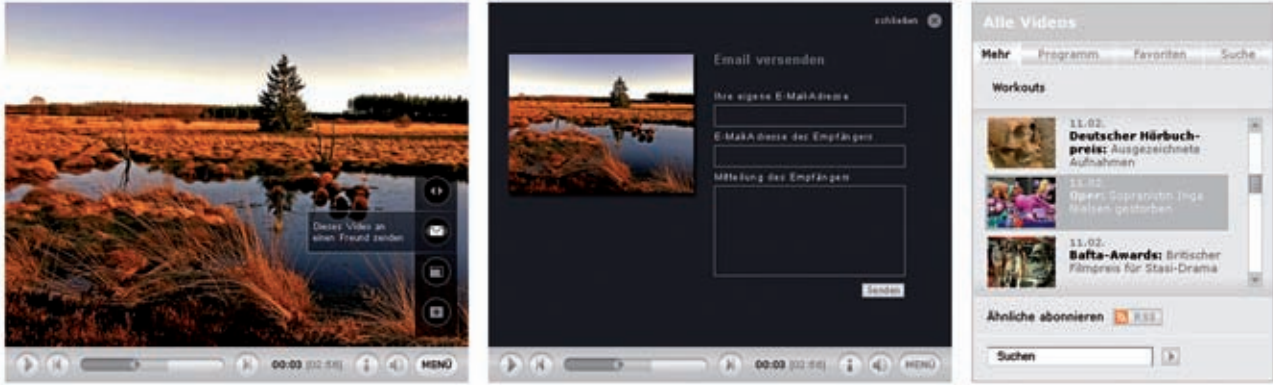 Dieses Video an
einen Freund senden
00:03 [02:56]
MENÜ
schließen
Email versenden
Ihre eigene E-Mail-Adresse
E-Mail-Adresse des Empfängers
Mitteilung des Empfängers
Senden
00:03 [02:56]
MENÜ
Alle Videos
Mehr Programm Favoriten Suche
Workouts
11.02.
Deutscher Hörbuch-
preis: Ausgezeichnete
Aufnahmen
11.02.
Oper: Sopranistin Inga
Nielsen gestorben
11.02.
Bafta-Awards: Britischer
Filmpreis für Stasi-Drama
Ähnliche abonnieren RSS
Suchen